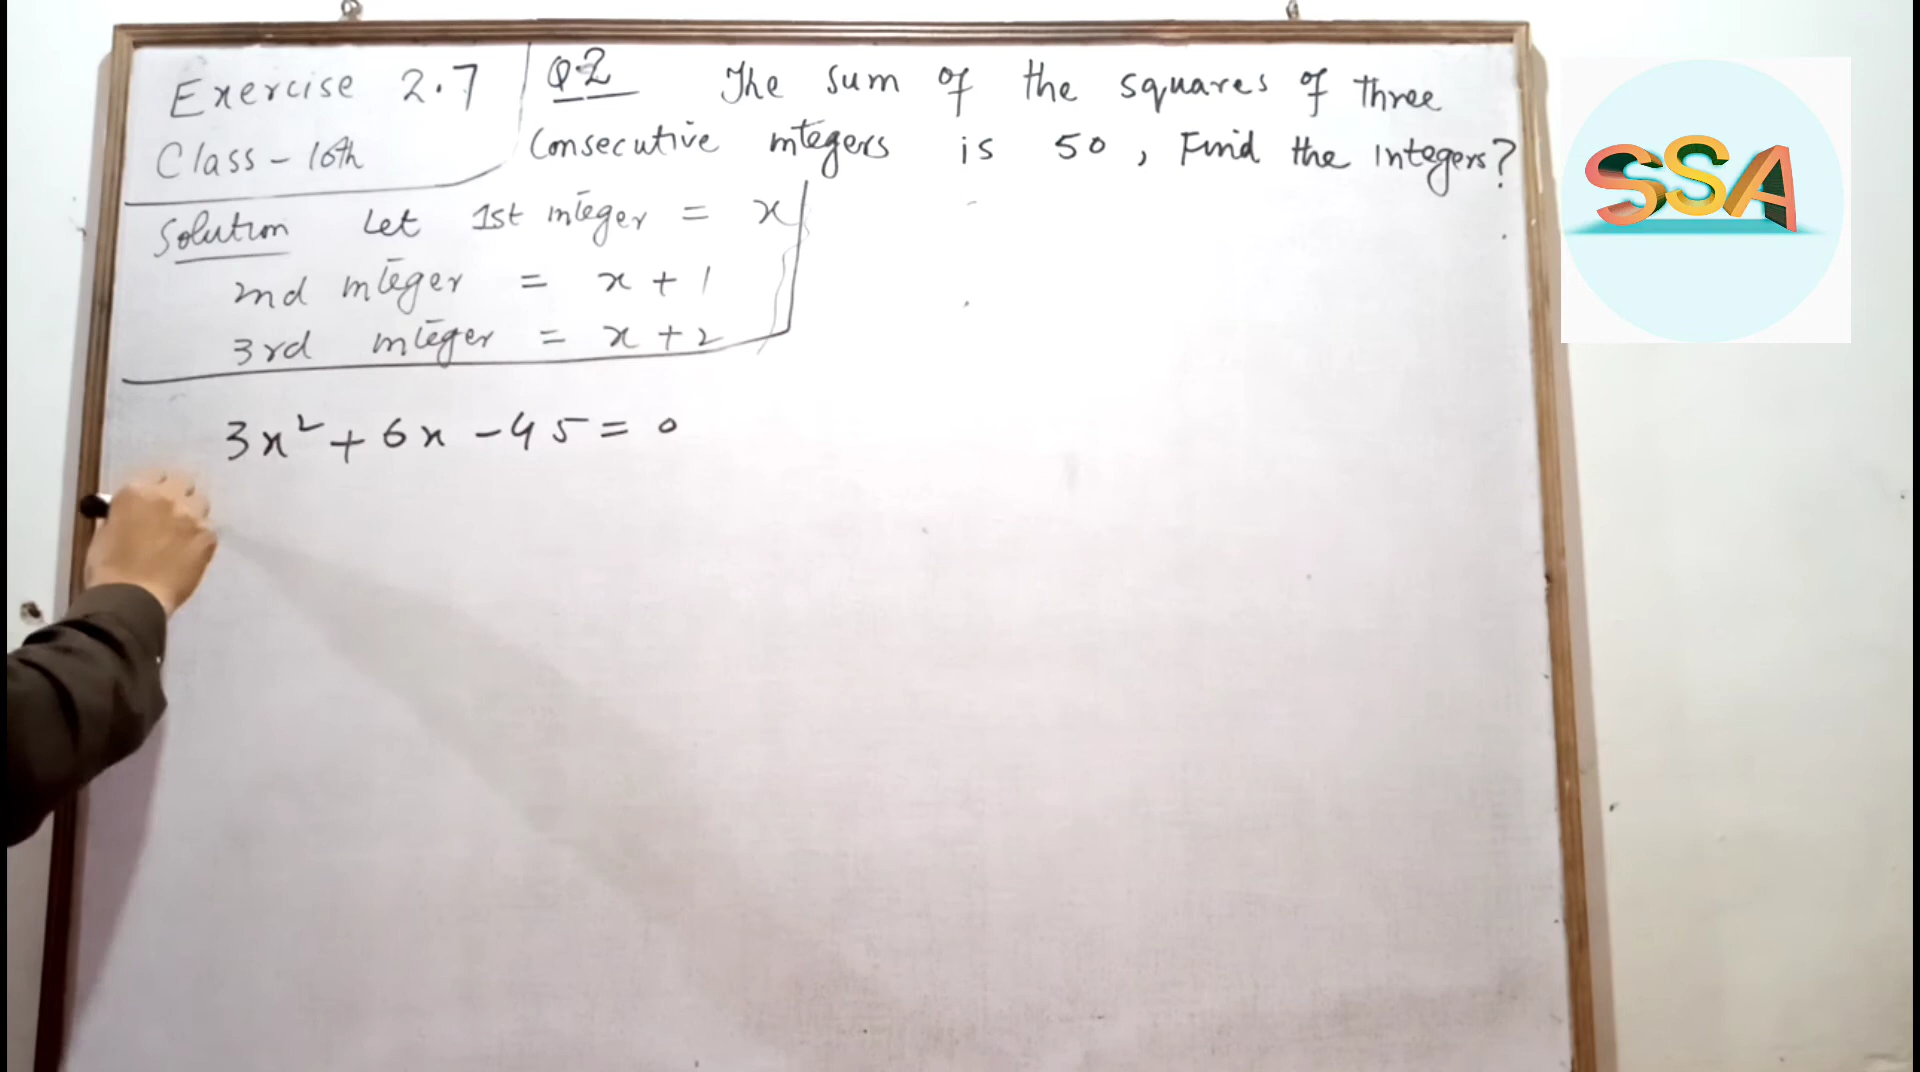 Exercise 2.7
Class - 10th
Q.2 The sum of the squares of three
Consecutive integers is 50, Find the integers?
Solution Let 1st integer = x
2nd integer = x + 1
3rd integer = x + 2
3x² + 6x - 45 = 0
SSA